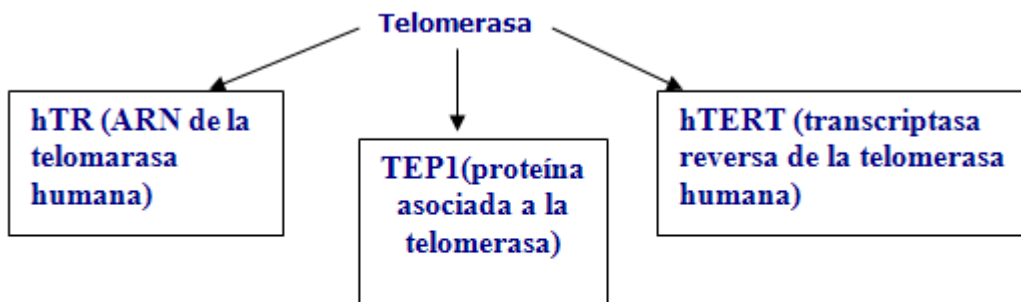 Telomerasa
hTR (ARN de la
telomarasa
humana)
TEP1(proteína
asociada a la
telomerasa)
hTERT (transcriptasa
reversa de la telomerasa
humana)